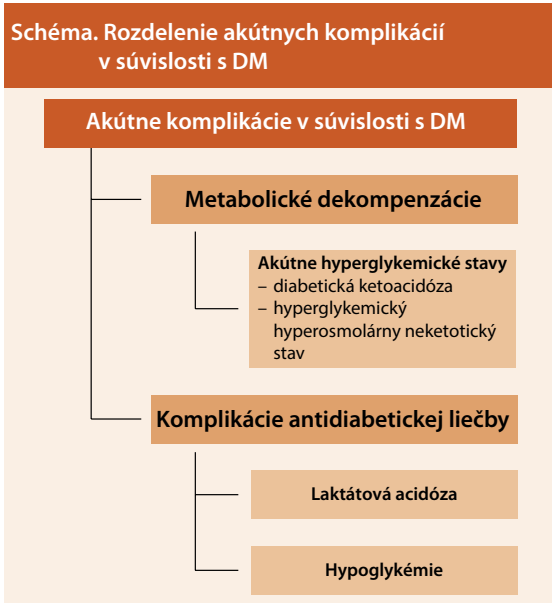 Schéma. Rozdelenie akútnych komplikácií
v súvislosti s DM
Akútne komplikácie v súvislosti s DM
Metabolické dekompenzácie
Akútne hyperglykemické stavy
– diabetická ketoacidóza
– hyperglykemický
hyperosmolárny neketotický
stav
Komplikácie antidiabetickej liečby
Laktátová acidóza
Hypoglykémie